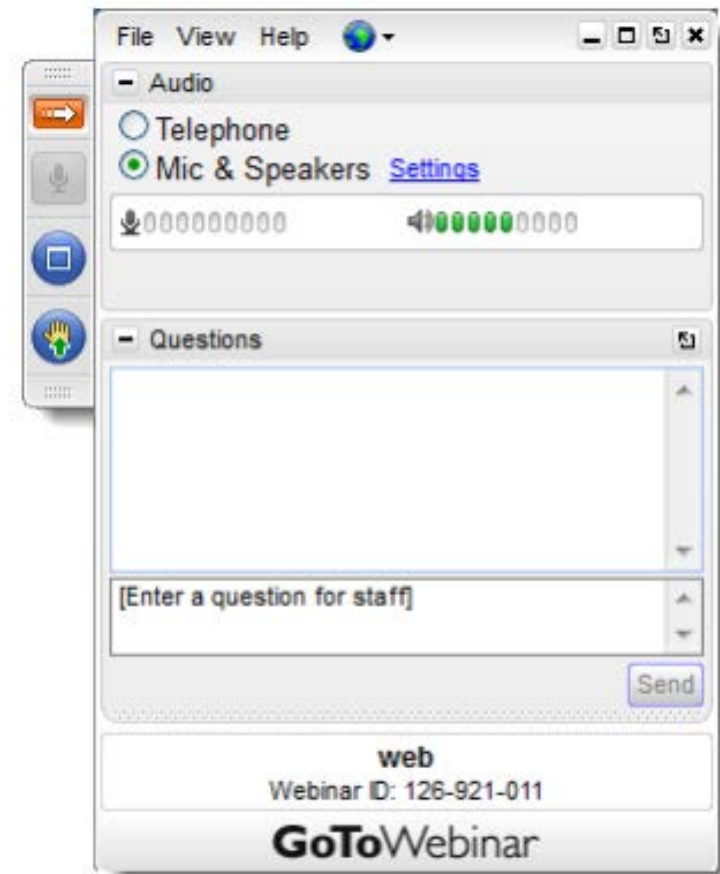 File View Help
Audio
Telephone
Mic & Speakers Settings
Questions
[Enter a question for staff]
Send
web
Webinar ID: 126-921-011
GoToWebinar